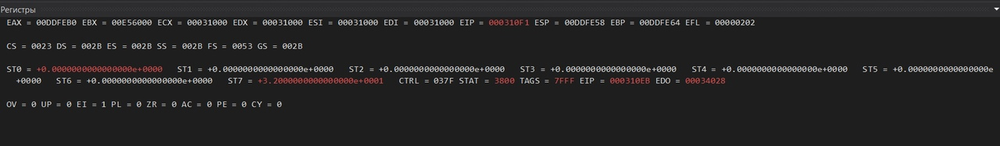 Регистры
EAX = 00DDFEB0 EBX = 00E56000 ECX = 00031000 EDX = 00031000 ESI = 00031000 EDI = 00031000 EIP = 000310F1 ESP = 00DDFE58 EBP = 00DDFE64 EFL = 00000202
CS = 0023 DS = 002B ES = 002B SS = 002B FS = 0053 GS = 002B
ST0 = +0.0000000000000000e+0000 ST1 = +0.0000000000000000e+0000 ST2 = +0.0000000000000000e+0000 ST3 = +0.0000000000000000e+0000 ST4 = +0.0000000000000000e+0000 ST5 = +0.0000000000000000e
+0000 ST6 = +0.0000000000000000e+0000 ST7 = +3.2000000000000000e+0001 CTRL = 037F STAT = 3800 TAGS = 7FFF EIP = 000310EB EDO = 00034028
OV = 0 UP = 0 EI = 1 PL = 0 ZR = 0 AC = 0 PE = 0 CY = 0